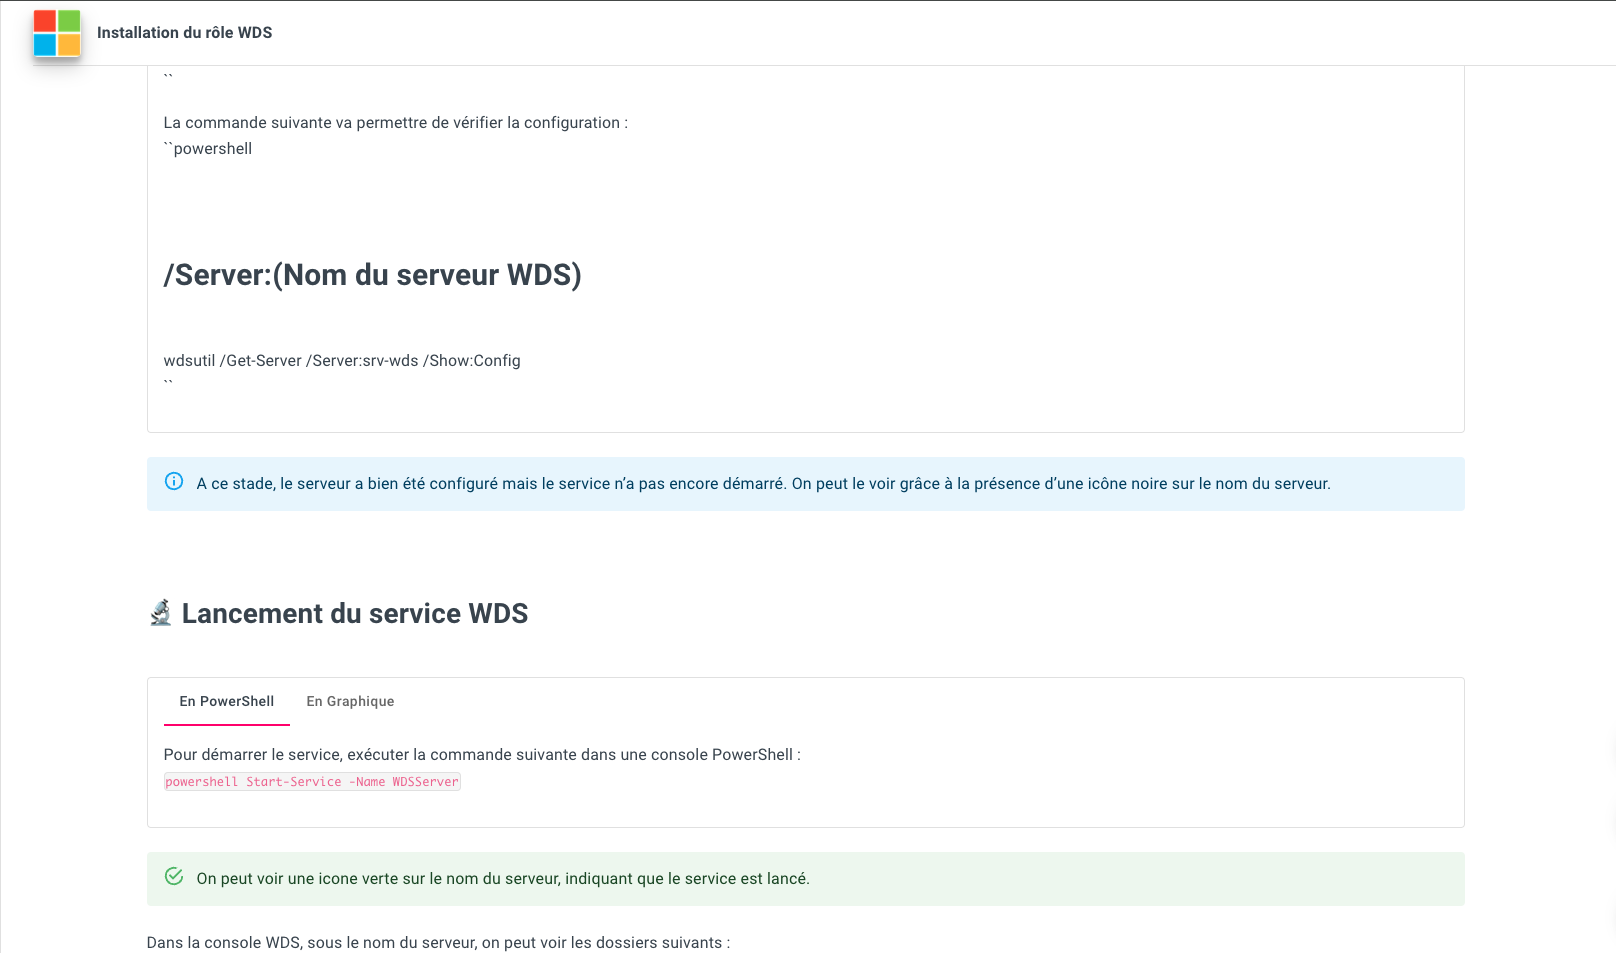 Installation du rôle WDS
``
La commande suivante va permettre de vérifier la configuration :
``powershell
/Server:(Nom du serveur WDS)
wdsutil /Get-Server /Server:srv-wds /Show:Config
``
A ce stade, le serveur a bien été configuré mais le service n’a pas encore démarré. On peut le voir grâce à la présence d’une icône noire sur le nom du serveur.
🔬 Lancement du service WDS
En PowerShell En Graphique
Pour démarrer le service, exécuter la commande suivante dans une console PowerShell :
powershell Start-Service -Name WDSServer
On peut voir une icone verte sur le nom du serveur, indiquant que le service est lancé.
Dans la console WDS, sous le nom du serveur, on peut voir les dossiers suivants :